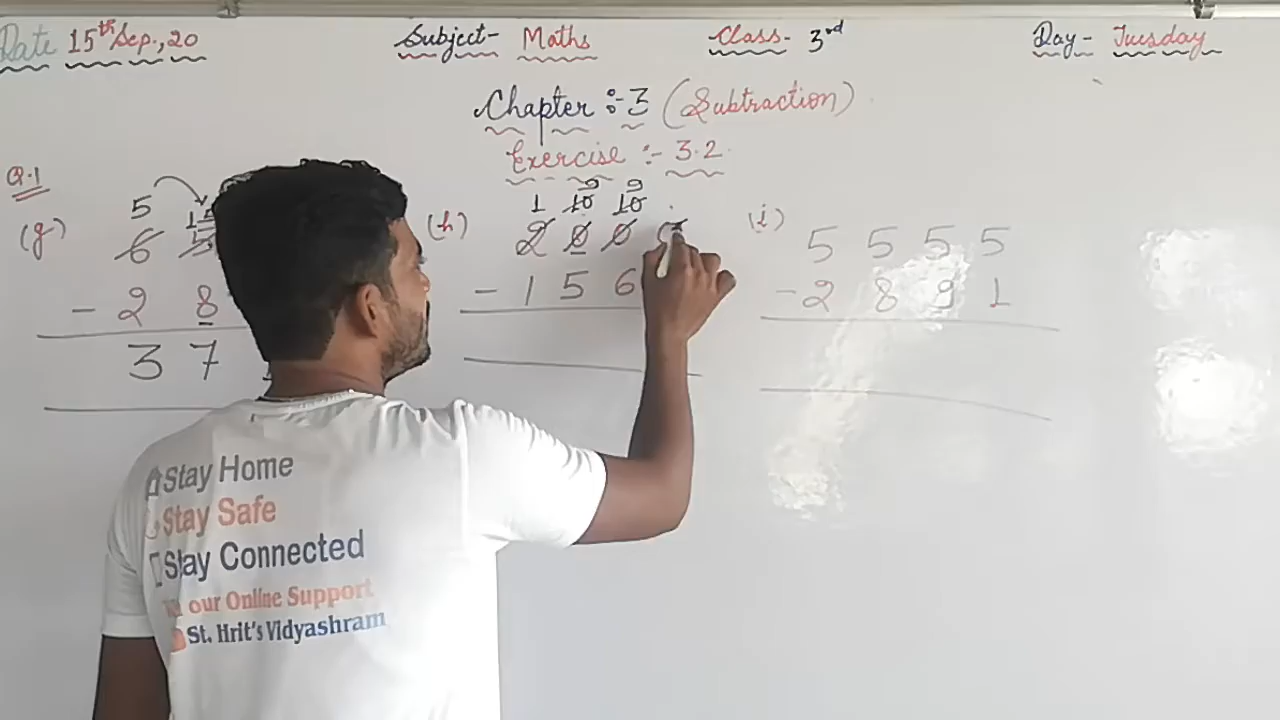 Date 15th Sep., 20 Subject- Maths Class- 3rd Day- Tuesday
Chapter :- 3 (Subtraction)
Exercise :- 3.2
Q.1
(g)
5
6
- 2 8
3 7
(h)
9 9
1 10 10
2 0 0
- 1 5 6
(i)
5 5 5 5
- 2 8 9 1
Stay Home
Stay Safe
Stay Connected
our Online Support
St. Hrit's Vidyashram